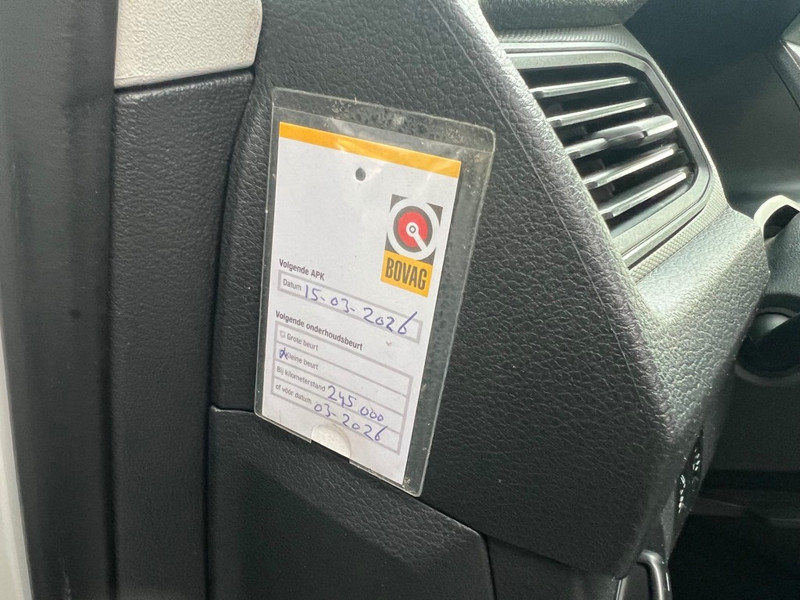 BOVAG
Volgende APK
Datum 15-03-2026
Volgende onderhoudsbeurt
Grote beurt
Kleine beurt
Bij kilometerstand 245 000
of vóór datum 03-2026